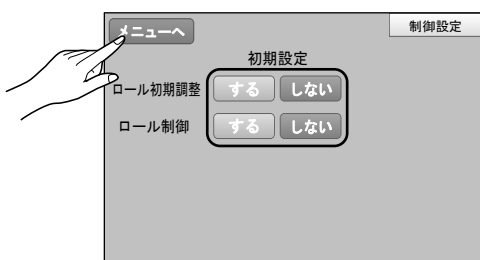 メニューへ
制御設定
初期設定
ロール初期調整 する しない
ロール制御 する しない